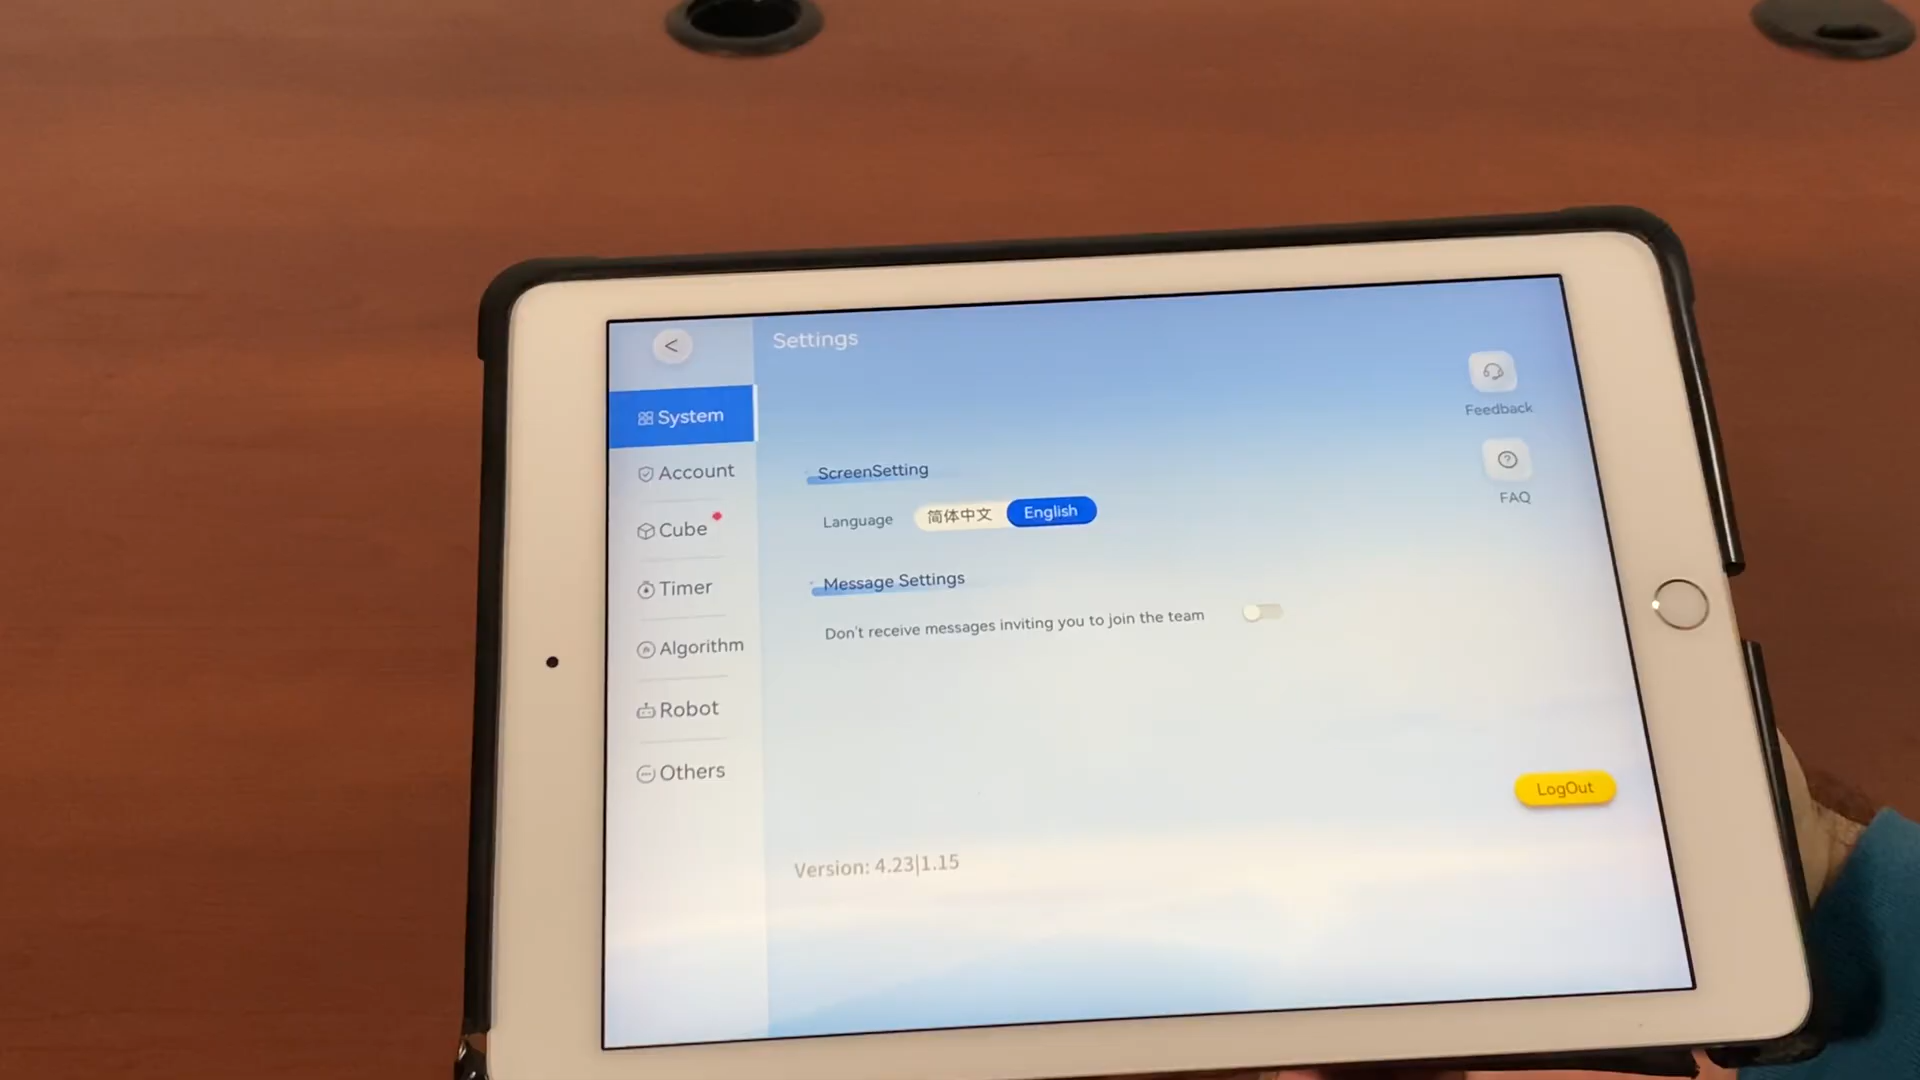 <
Settings
System
Account
Cube
Timer
Algorithm
Robot
Others
ScreenSetting
Language 简体中文 English
Message Settings
Don't receive messages inviting you to join the team
Feedback
FAQ
LogOut
Version: 4.23|1.15